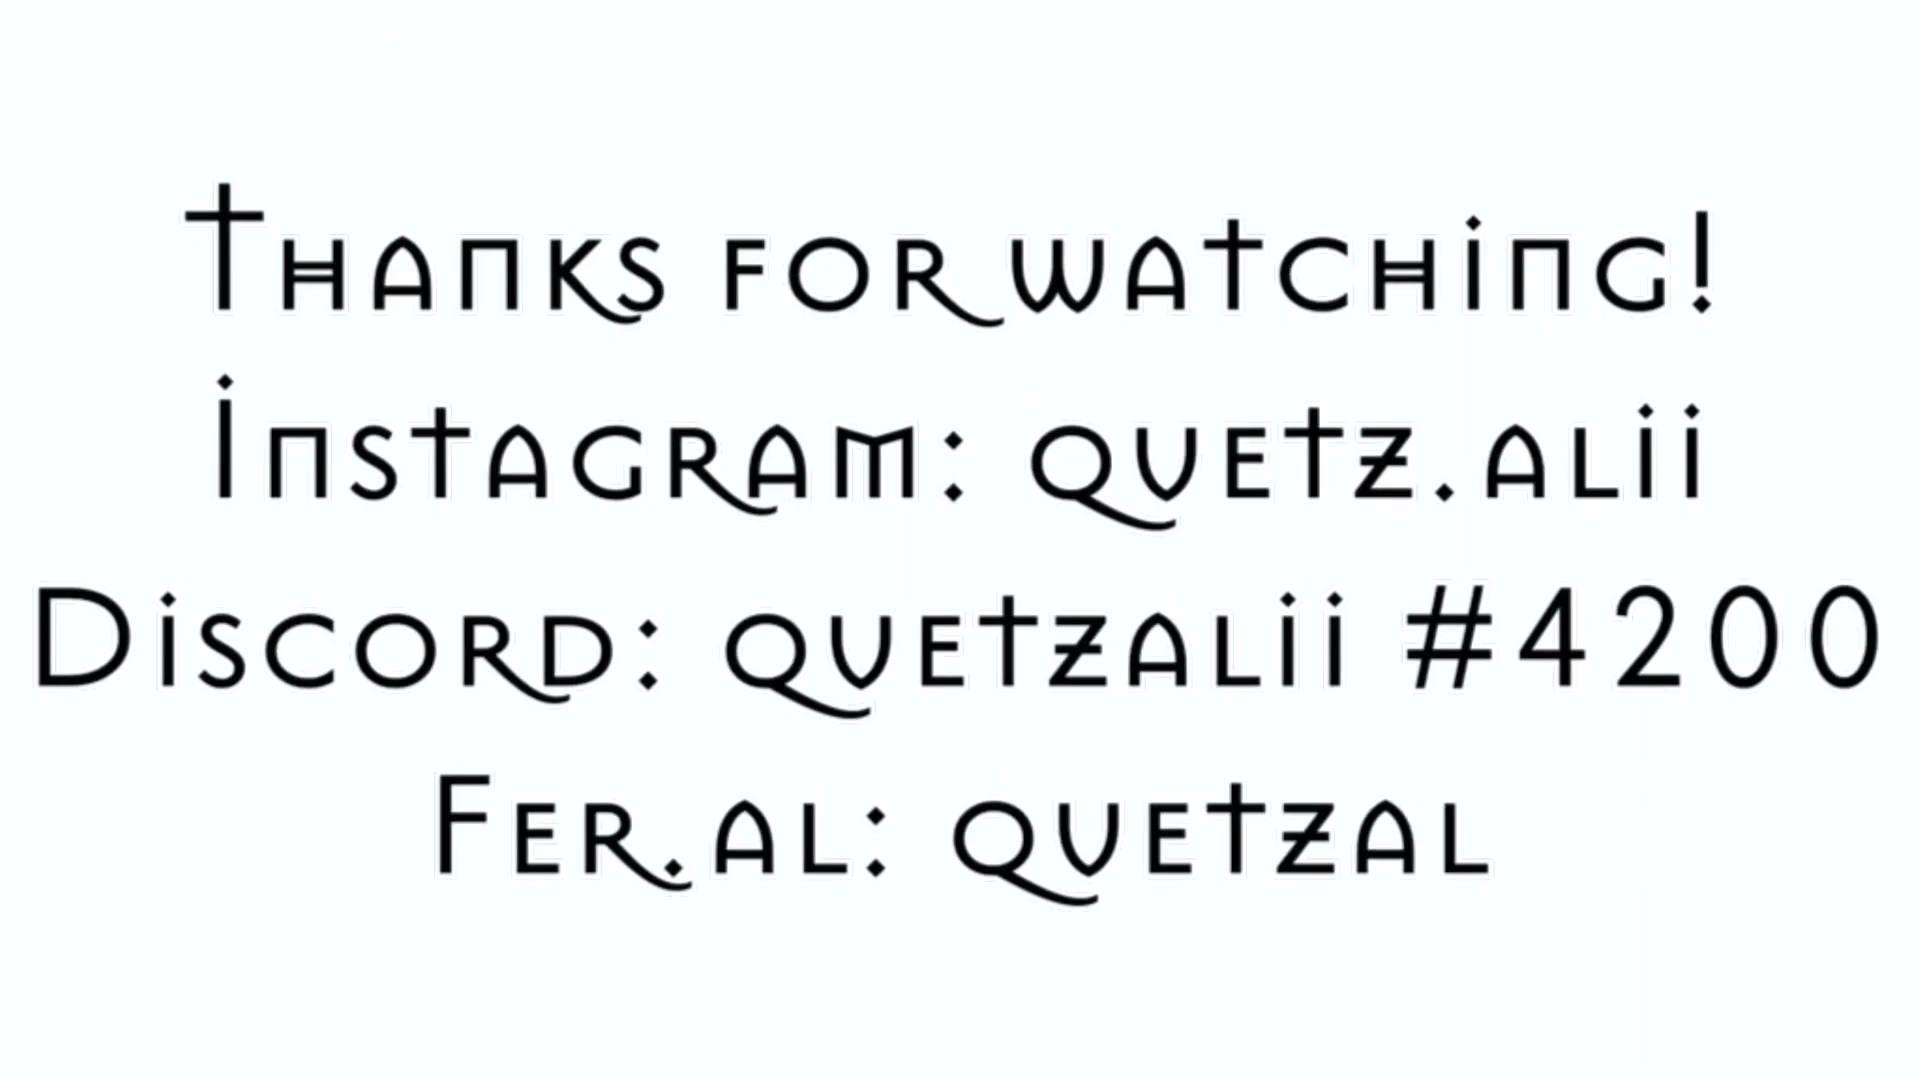 Thanks for watching!
Instagram: quetz.alii
Discord: quetzalii #4200
Fer.al: quetzal